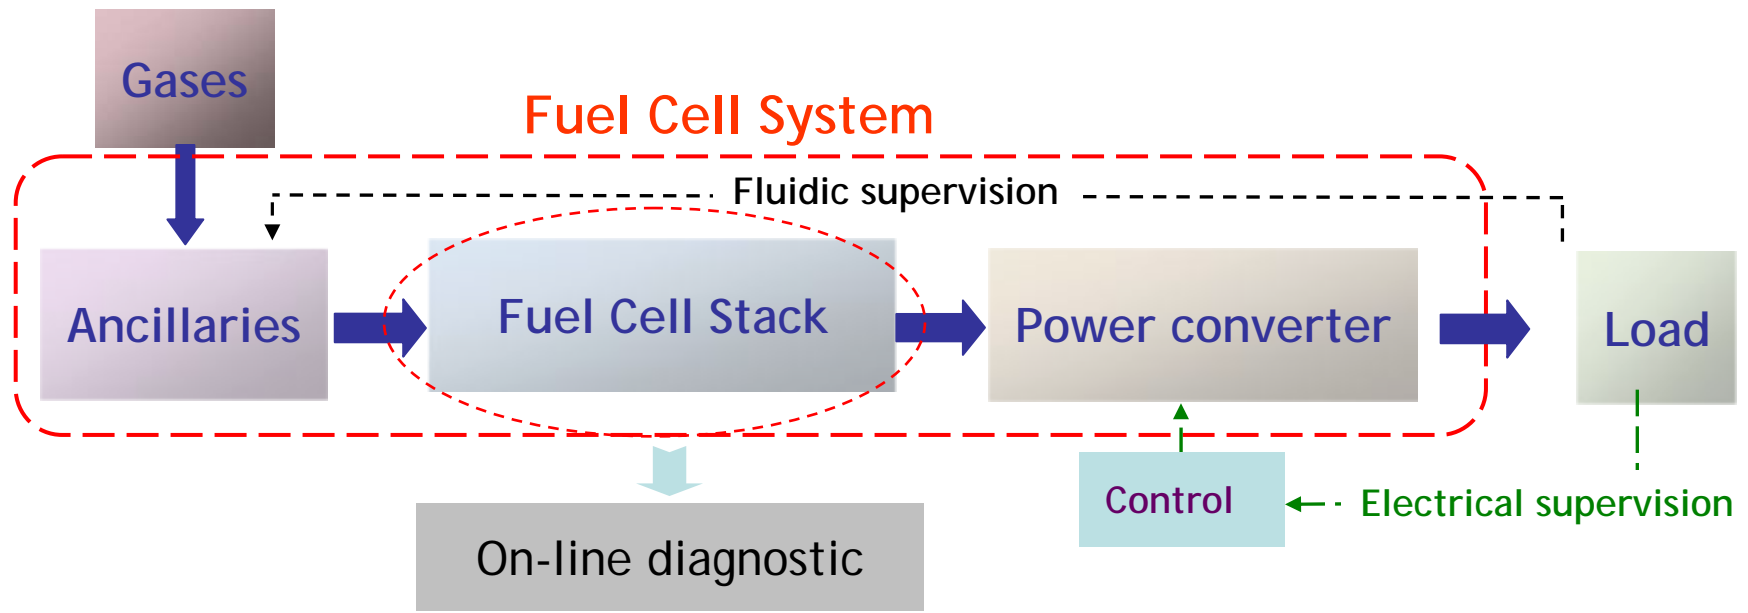 Gases
Fuel Cell System
Fluidic supervision
Ancillaries
Fuel Cell Stack
Power converter
Load
Control
Electrical supervision
On-line diagnostic